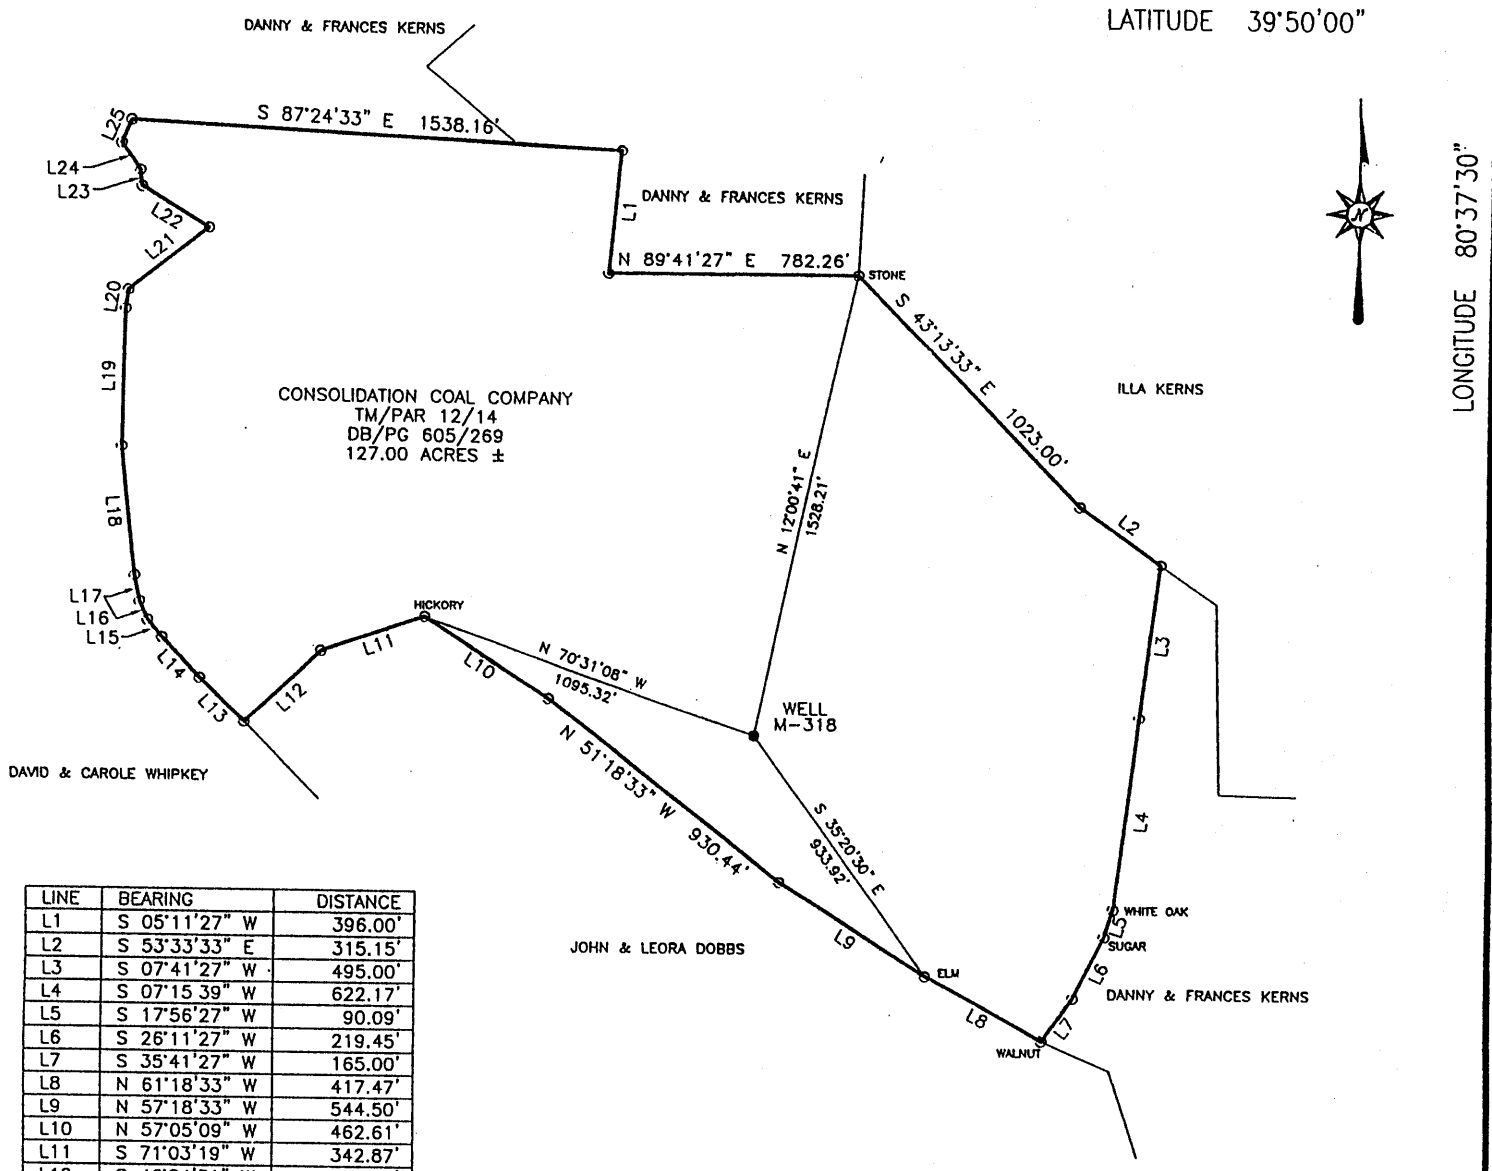 LATITUDE 39°50'00"
DANNY & FRANCES KERNS
S 87°24'33" E 1538.16'
L25
L24
L23
L22
L21
L20
L19
L18
L17
L16
L15
L14
L13
L12
L11
L10
L1
DANNY & FRANCES KERNS
N 89°41'27" E 782.26'
STONE
S 43°13'33" E 1023.00'
ILLA KERNS
N
LONGITUDE 80°37'30"
CONSOLIDATION COAL COMPANY
TM/PAR 12/14
DB/PG 605/269
127.00 ACRES ±
N 12°00'41" E
1528.21'
L2
L3
L4
HICKORY
N 70°31'08" W
1095.32'
WELL
M-318
N 51°18'33" W 930.44'
S 35°20'30" E
933.92'
DAVID & CAROLE WHIPKEY
JOHN & LEORA DOBBS
L9
ELM
L8
WALNUT
L7
L6
L5
WHITE OAK
SUGAR
DANNY & FRANCES KERNS
LINE BEARING DISTANCE
L1 S 05°11'27" W 396.00'
L2 S 53°33'33" E 315.15'
L3 S 07°41'27" W 495.00'
L4 S 07°15 39" W 622.17'
L5 S 17°56'27" W 90.09'
L6 S 26°11'27" W 219.45'
L7 S 35°41'27" W 165.00'
L8 N 61°18'33" W 417.47'
L9 N 57°18'33" W 544.50'
L10 N 57°05'09" W 462.61'
L11 S 71°03'19" W 342.87'